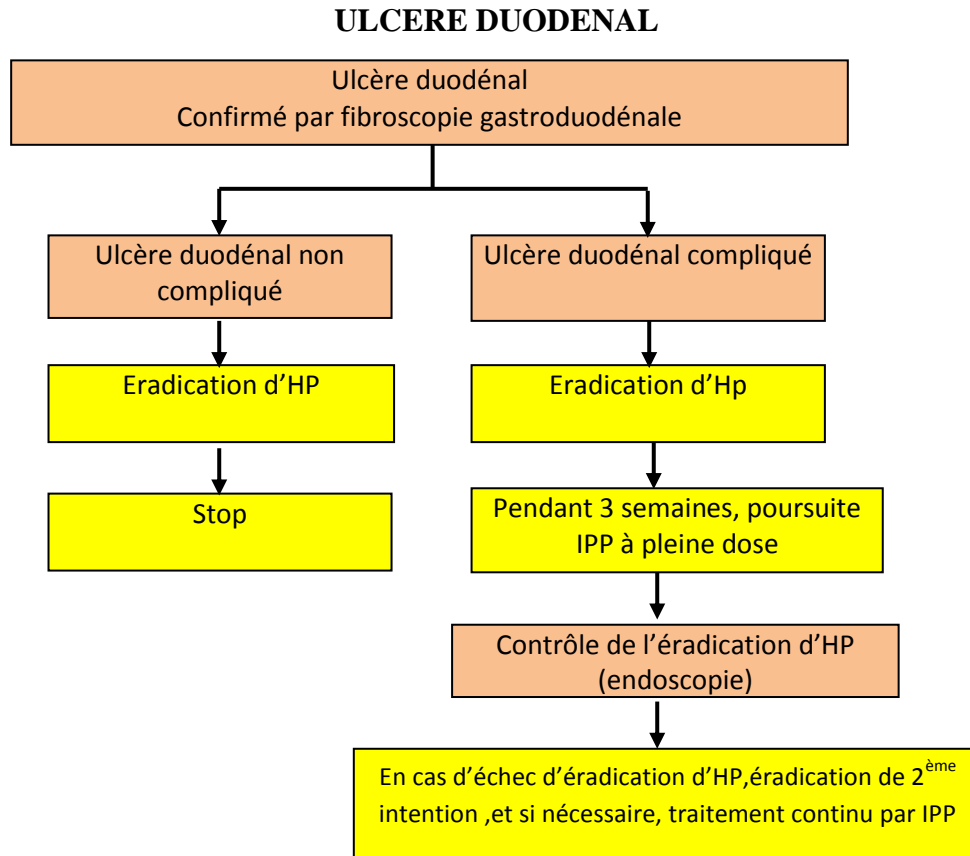 ULCERE DUODENAL
Ulcère duodénal
Confirmé par fibroscopie gastroduodénale
Ulcère duodénal non
compliqué
Ulcère duodénal compliqué
Eradication d’HP
Eradication d’Hp
Stop
Pendant 3 semaines, poursuite
IPP à pleine dose
Contrôle de l’éradication d’HP
(endoscopie)
En cas d’échec d’éradication d’HP,éradication de 2ème
intention ,et si nécessaire, traitement continu par IPP